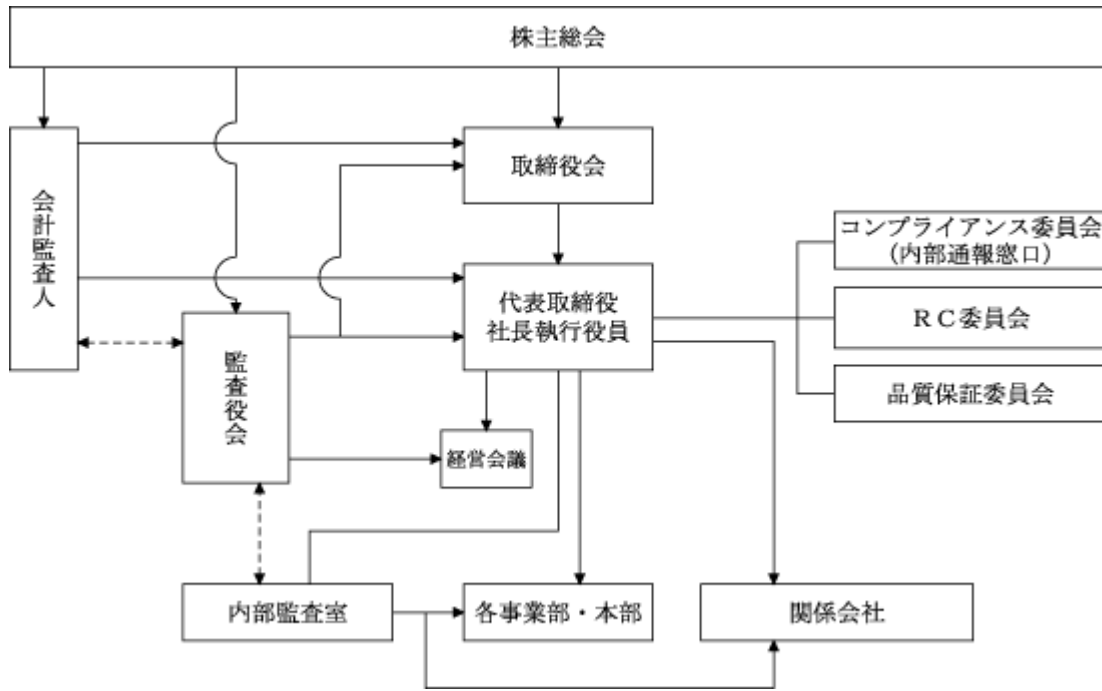 株主総会
会計監査人
取締役会
コンプライアンス委員会
(内部通報窓口)
代表取締役
社長執行役員
RC委員会
監査役会
品質保証委員会
経営会議
内部監査室
各事業部・本部
関係会社